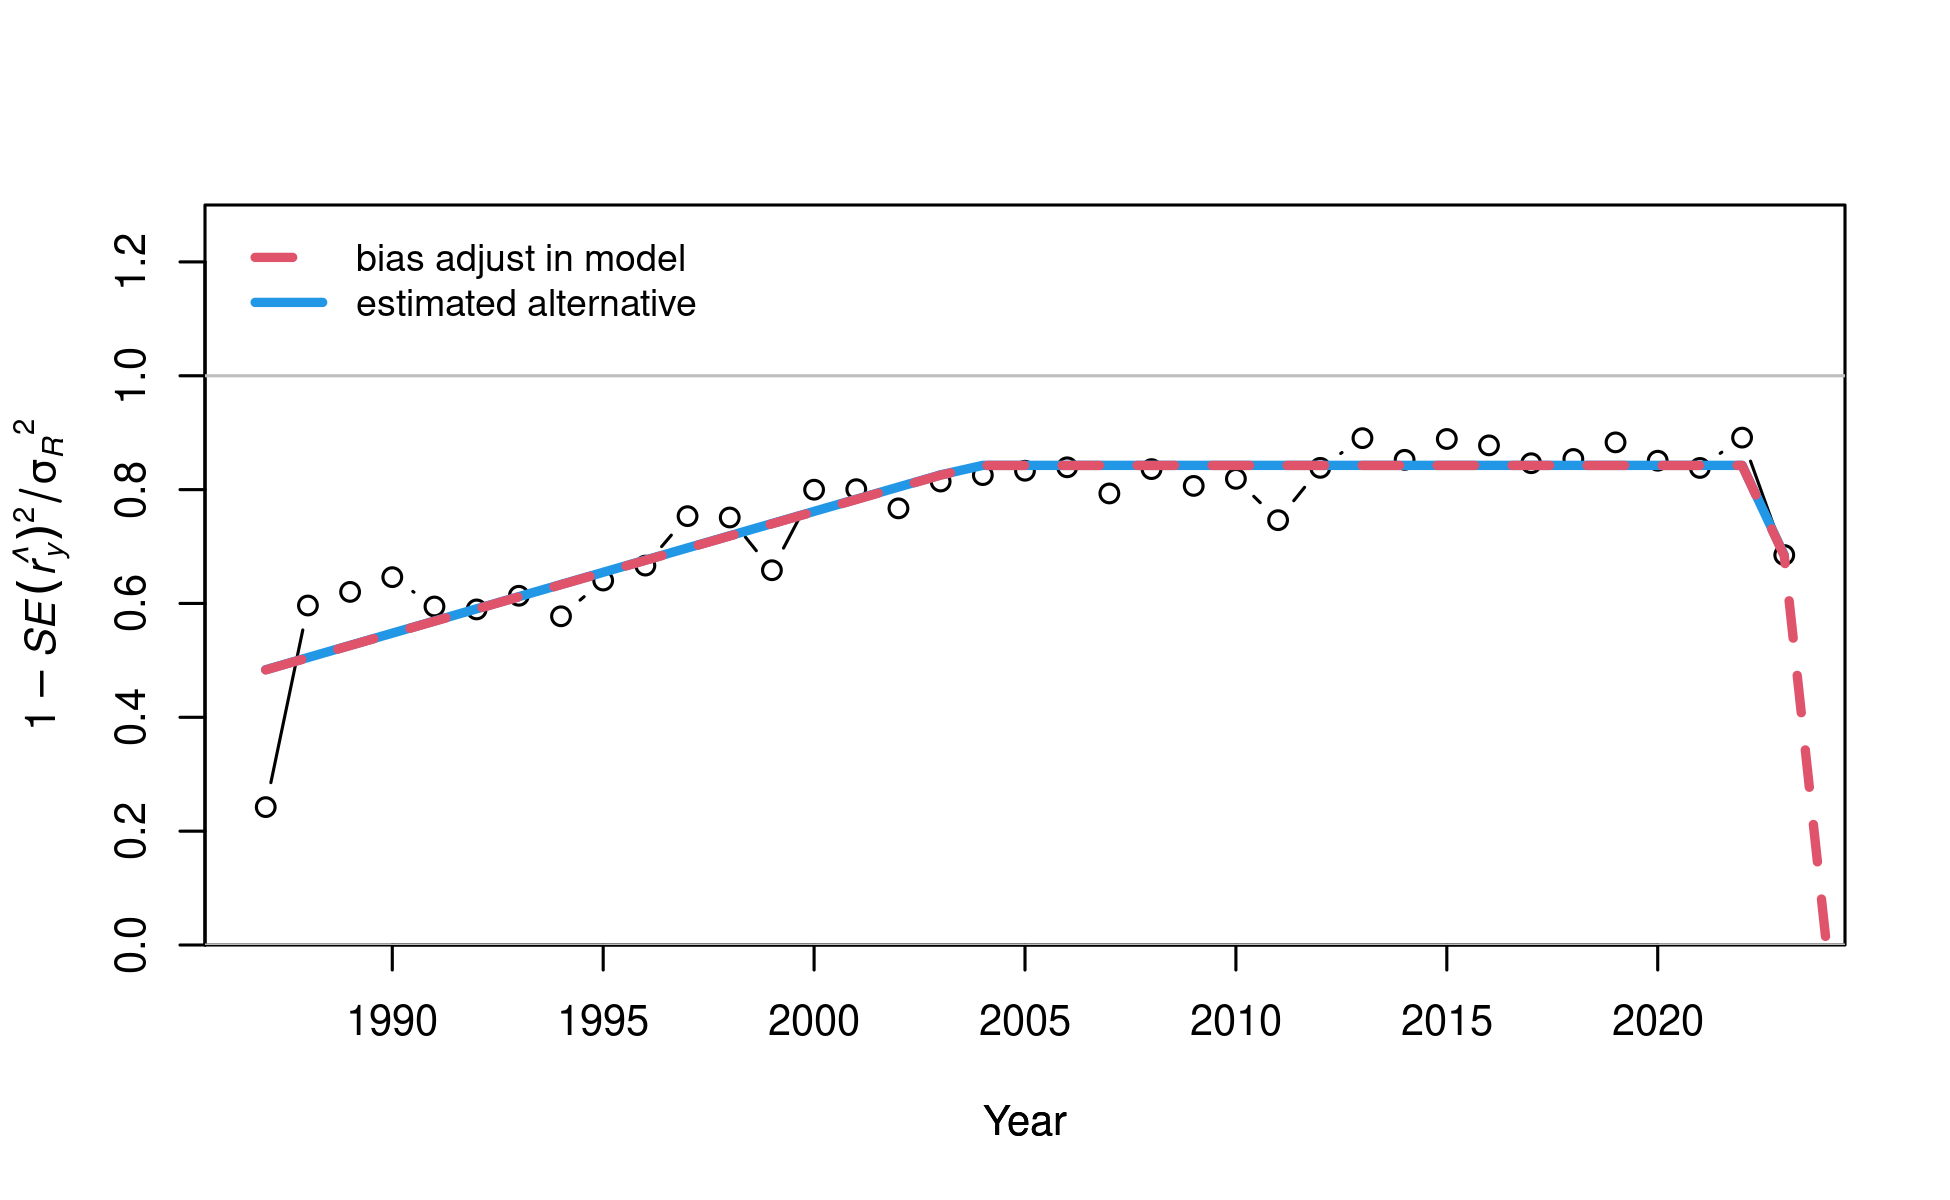 bias adjust in model
estimated alternative
1 − SE(r̂y)² / σR²
1.2
1.0
0.8
0.6
0.4
0.2
0.0
1990 1995 2000 2005 2010 2015 2020
Year